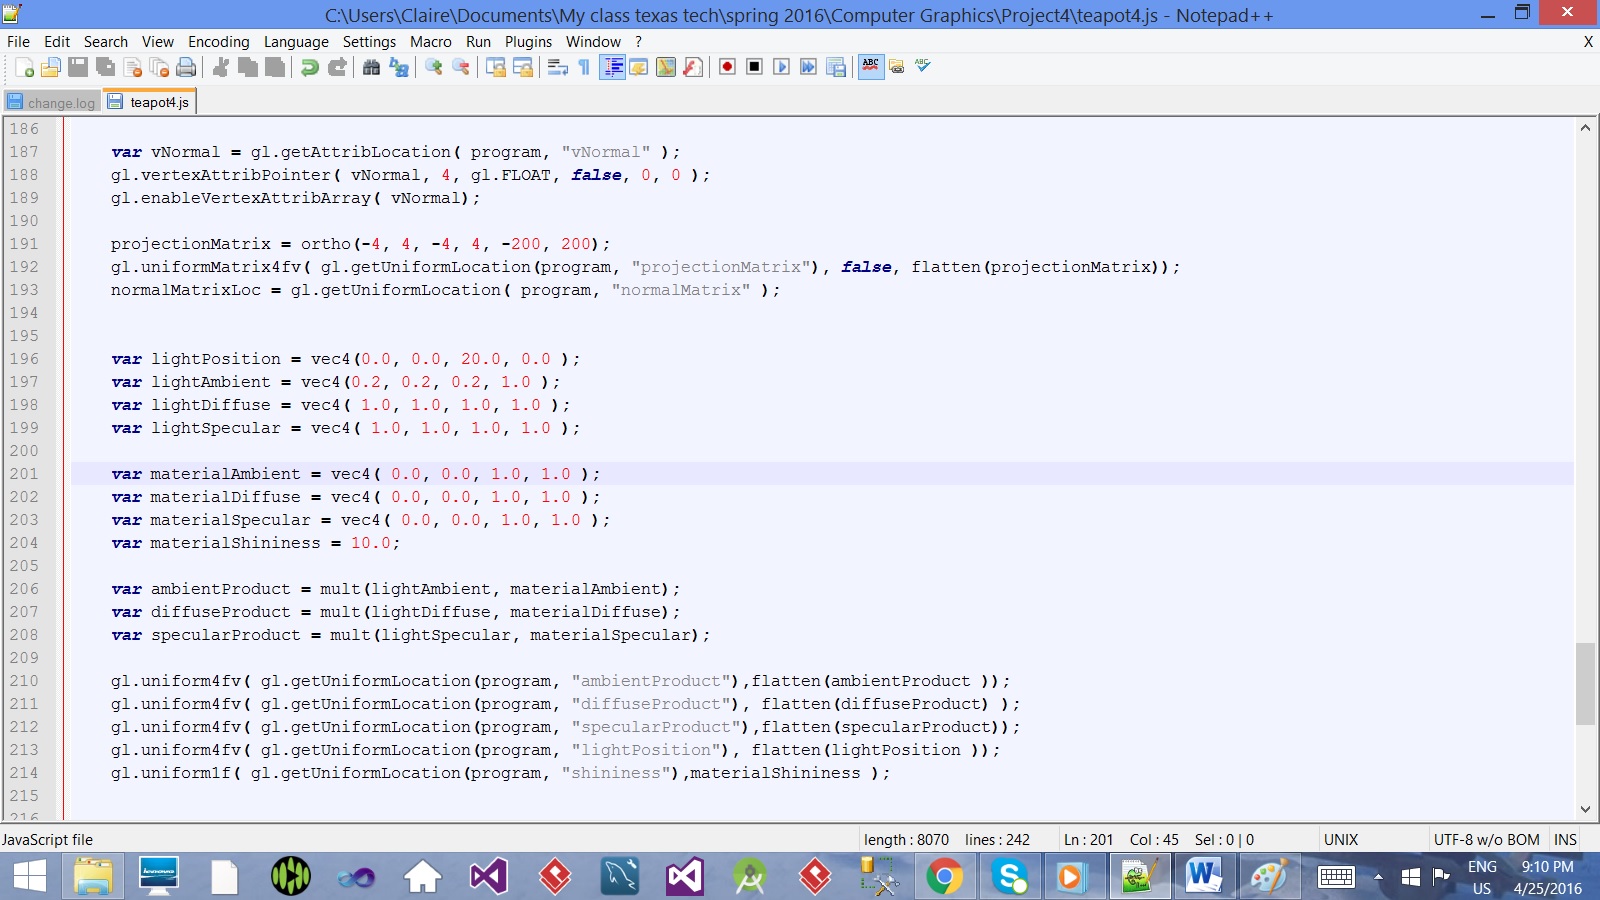 C:\Users\Claire\Documents\My class texas tech\spring 2016\Computer Graphics\Project4\teapot4.js - Notepad++
File Edit Search View Encoding Language Settings Macro Run Plugins Window ? X
ABC ABC
change.log teapot4.js
186
187 var vNormal = gl.getAttribLocation( program, "vNormal" );
188 gl.vertexAttribPointer( vNormal, 4, gl.FLOAT, false, 0, 0 );
189 gl.enableVertexAttribArray( vNormal);
190
191 projectionMatrix = ortho(-4, 4, -4, 4, -200, 200);
192 gl.uniformMatrix4fv( gl.getUniformLocation(program, "projectionMatrix"), false, flatten(projectionMatrix));
193 normalMatrixLoc = gl.getUniformLocation( program, "normalMatrix" );
194
195
196 var lightPosition = vec4(0.0, 0.0, 20.0, 0.0 );
197 var lightAmbient = vec4(0.2, 0.2, 0.2, 1.0 );
198 var lightDiffuse = vec4( 1.0, 1.0, 1.0, 1.0 );
199 var lightSpecular = vec4( 1.0, 1.0, 1.0, 1.0 );
200
201 var materialAmbient = vec4( 0.0, 0.0, 1.0, 1.0 );
202 var materialDiffuse = vec4( 0.0, 0.0, 1.0, 1.0 );
203 var materialSpecular = vec4( 0.0, 0.0, 1.0, 1.0 );
204 var materialShininess = 10.0;
205
206 var ambientProduct = mult(lightAmbient, materialAmbient);
207 var diffuseProduct = mult(lightDiffuse, materialDiffuse);
208 var specularProduct = mult(lightSpecular, materialSpecular);
209
210 gl.uniform4fv( gl.getUniformLocation(program, "ambientProduct"),flatten(ambientProduct ));
211 gl.uniform4fv( gl.getUniformLocation(program, "diffuseProduct"), flatten(diffuseProduct) );
212 gl.uniform4fv( gl.getUniformLocation(program, "specularProduct"),flatten(specularProduct));
213 gl.uniform4fv( gl.getUniformLocation(program, "lightPosition"), flatten(lightPosition ));
214 gl.uniform1f( gl.getUniformLocation(program, "shininess"),materialShininess );
215
216
JavaScript file length : 8070 lines : 242 Ln : 201 Col : 45 Sel : 0 | 0 UNIX UTF-8 w/o BOM INS
ENG 9:10 PM
US 4/25/2016